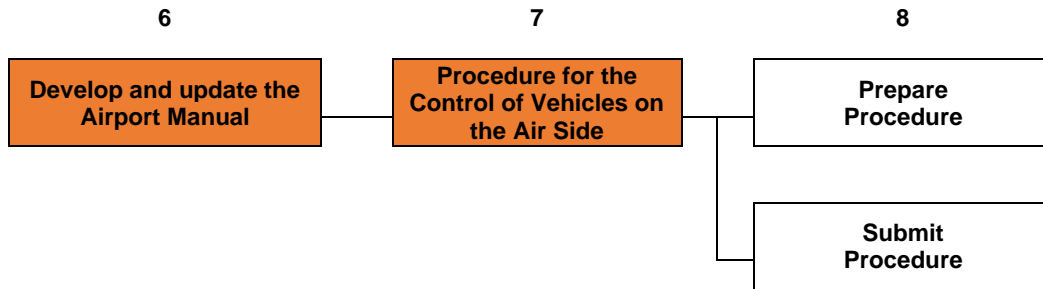 6
7
8
Develop and update the
Airport Manual
Procedure for the
Control of Vehicles on
the Air Side
Prepare
Procedure
Submit
Procedure